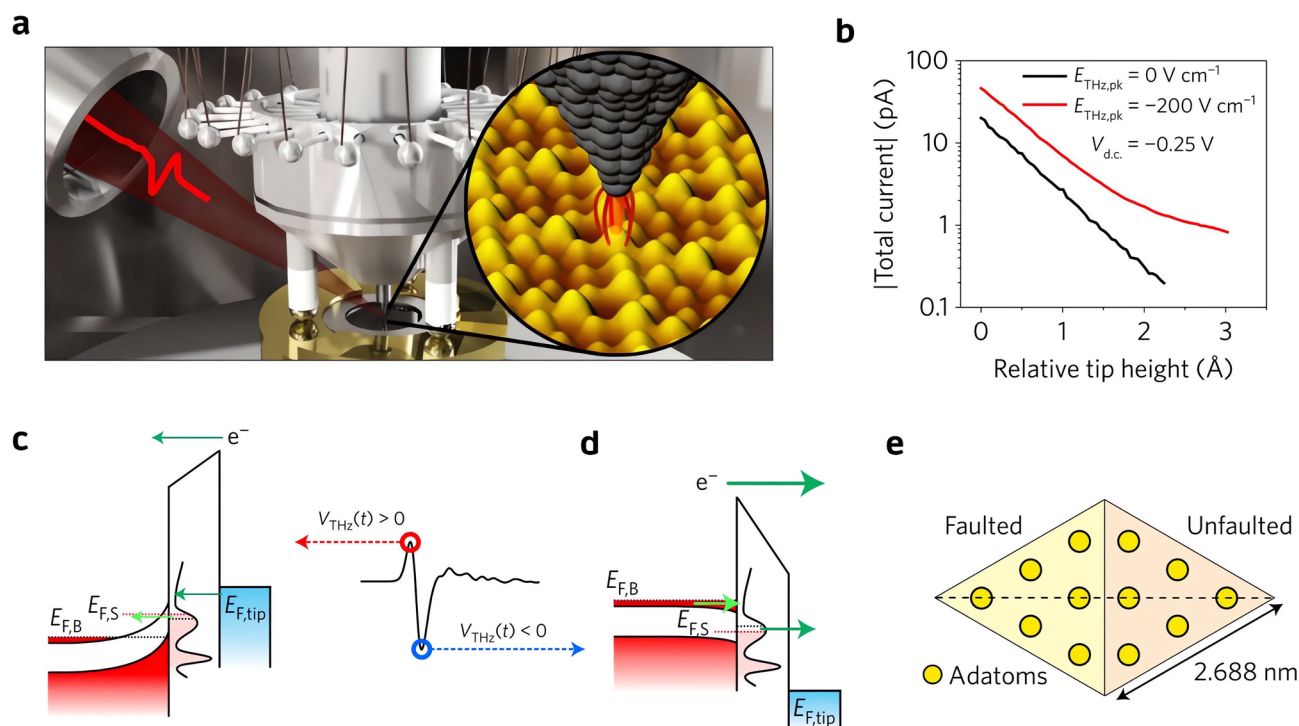 a
b
100
10
1
0.1
|Total current| (pA)
E_THz,pk = 0 V cm⁻¹
E_THz,pk = −200 V cm⁻¹
V_d.c. = −0.25 V
0 1 2 3
Relative tip height (Å)
c
e⁻
E_F,B
E_F,S
E_F,tip
V_THz(t) > 0
V_THz(t) < 0
d
e⁻
E_F,B
E_F,S
E_F,tip
e
Faulted
Unfaulted
Adatoms
2.688 nm